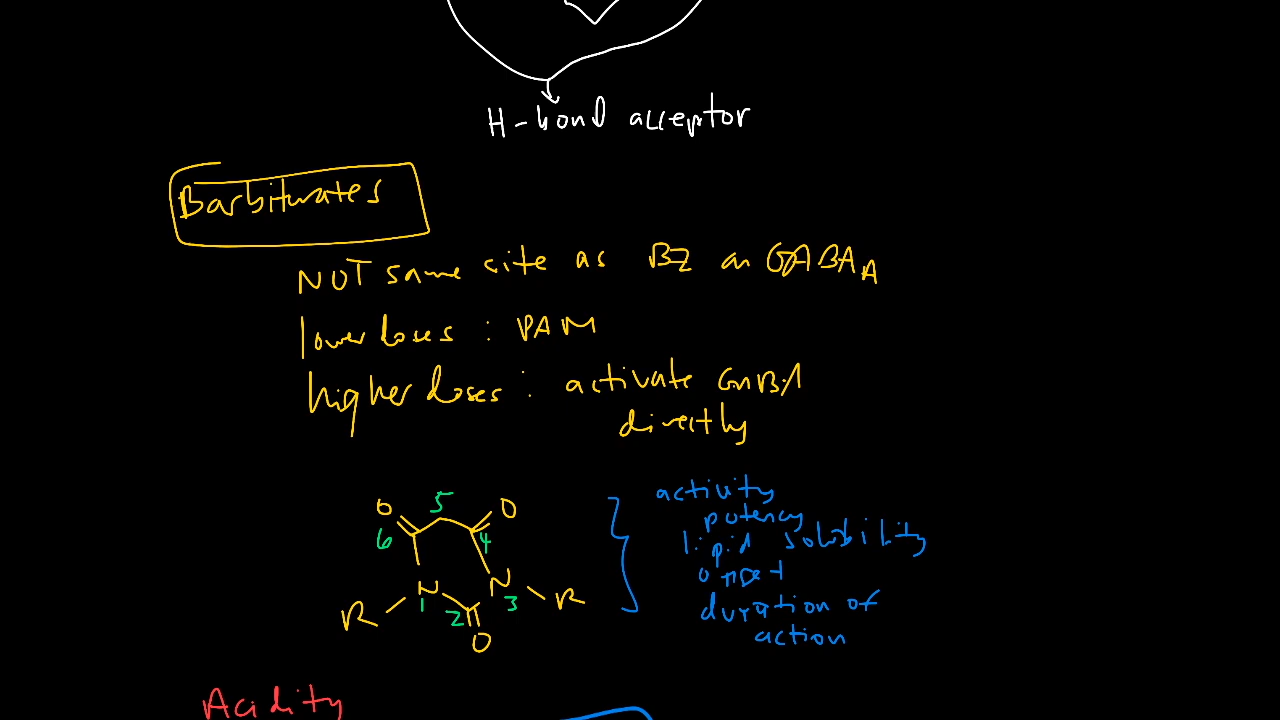 H-bond acceptor
Barbiturates
NOT same site as BZ on GABAA
lower doses : PAM
higher doses : activate GABA
directly
5
O
O
6
4
N
N
R
1
3
R
2
O
activity
potency
lipid solubility
onset
duration of
action
Acidity